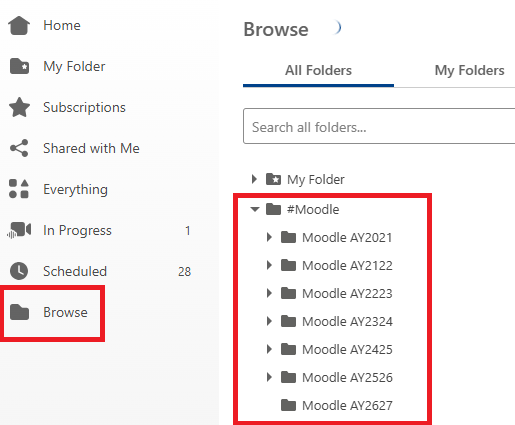 Home
My Folder
Subscriptions
Shared with Me
Everything
In Progress 1
Scheduled 28
Browse
Browse
All Folders My Folders
Search all folders...
My Folder
#Moodle
Moodle AY2021
Moodle AY2122
Moodle AY2223
Moodle AY2324
Moodle AY2425
Moodle AY2526
Moodle AY2627